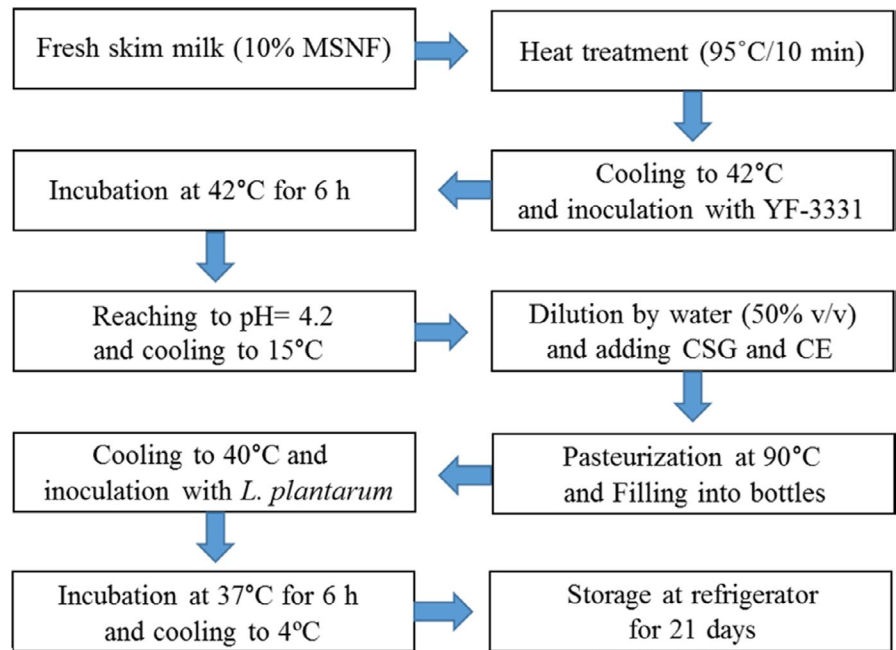 Fresh skim milk (10% MSNF)
Heat treatment (95˚C/10 min)
Cooling to 42°C
and inoculation with YF-3331
Incubation at 42°C for 6 h
Reaching to pH= 4.2
and cooling to 15°C
Dilution by water (50% v/v)
and adding CSG and CE
Pasteurization at 90°C
and Filling into bottles
Cooling to 40°C and
inoculation with L. plantarum
Incubation at 37°C for 6 h
and cooling to 4ºC
Storage at refrigerator
for 21 days